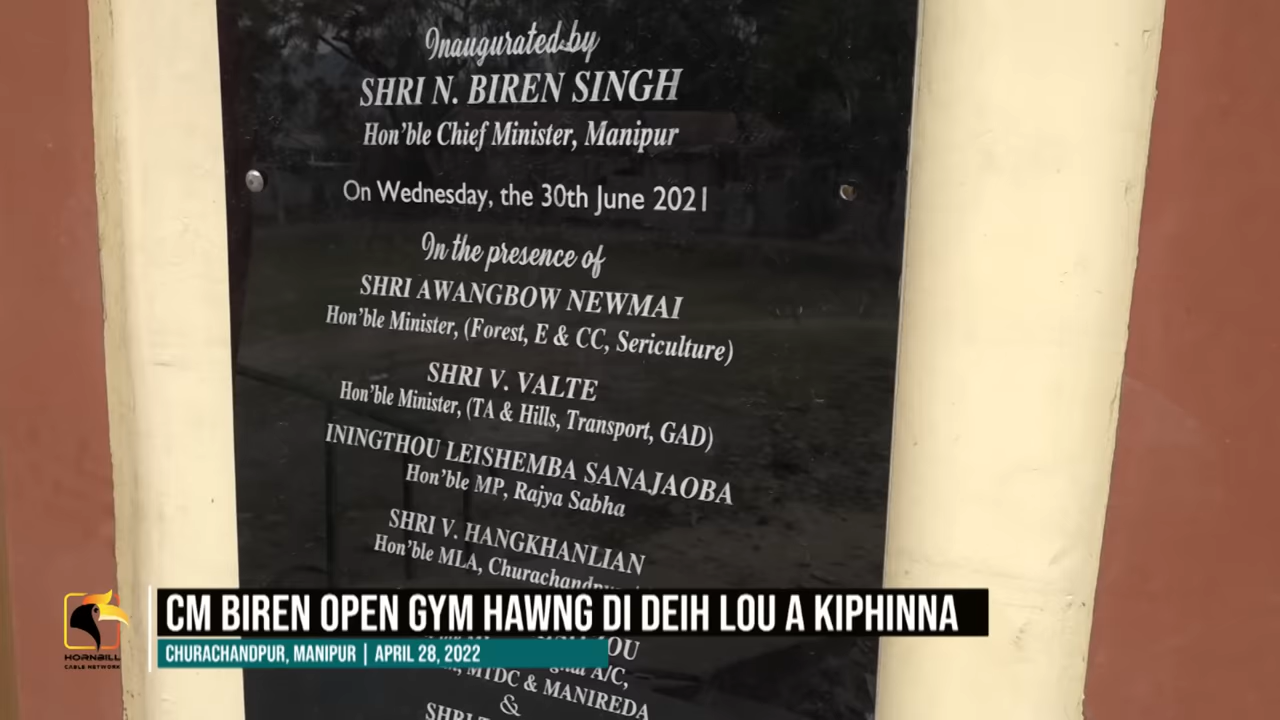 Inaugurated by
SHRI N. BIREN SINGH
Hon'ble Chief Minister, Manipur
On Wednesday, the 30th June 2021
In the presence of
SHRI AWANGBOW NEWMAI
Hon'ble Minister, (Forest, E & CC, Sericulture)
SHRI V. VALTE
Hon'ble Minister, (TA & Hills, Transport, GAD)
ININGTHOU LEISHEMBA SANAJAOBA
Hon'ble MP, Rajya Sabha
SHRI V. HANGKHANLIAN
Hon'ble MLA,
CM BIREN OPEN GYM HAWNG DI DEIH LOU A KIPHINNA
CHURACHANDPUR, MANIPUR | APRIL 28, 2022
HORNBILL
CABLE NETWORK
A/C,
MTDC & MANIREDA
&
SHRI